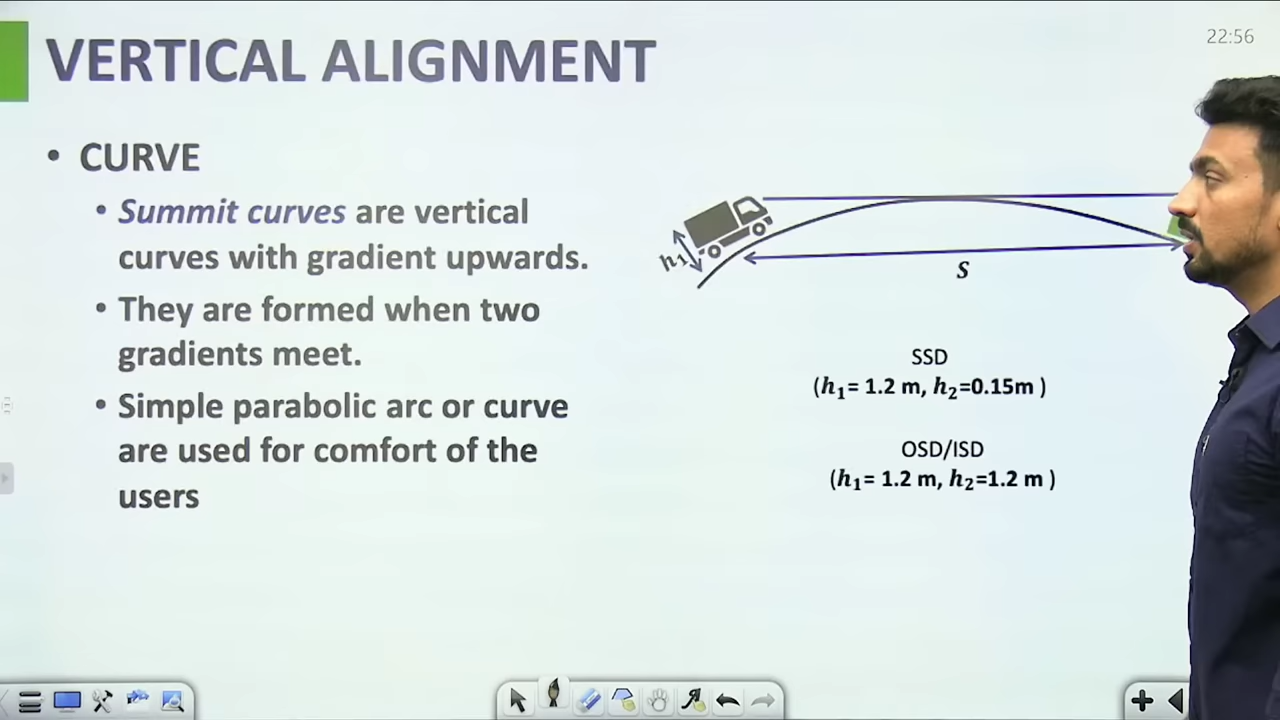 22:56
VERTICAL ALIGNMENT
• CURVE
• Summit curves are vertical
curves with gradient upwards.
• They are formed when two
gradients meet.
• Simple parabolic arc or curve
are used for comfort of the
users
h₁
S
SSD
(h₁= 1.2 m, h₂=0.15m )
OSD/ISD
(h₁= 1.2 m, h₂=1.2 m )